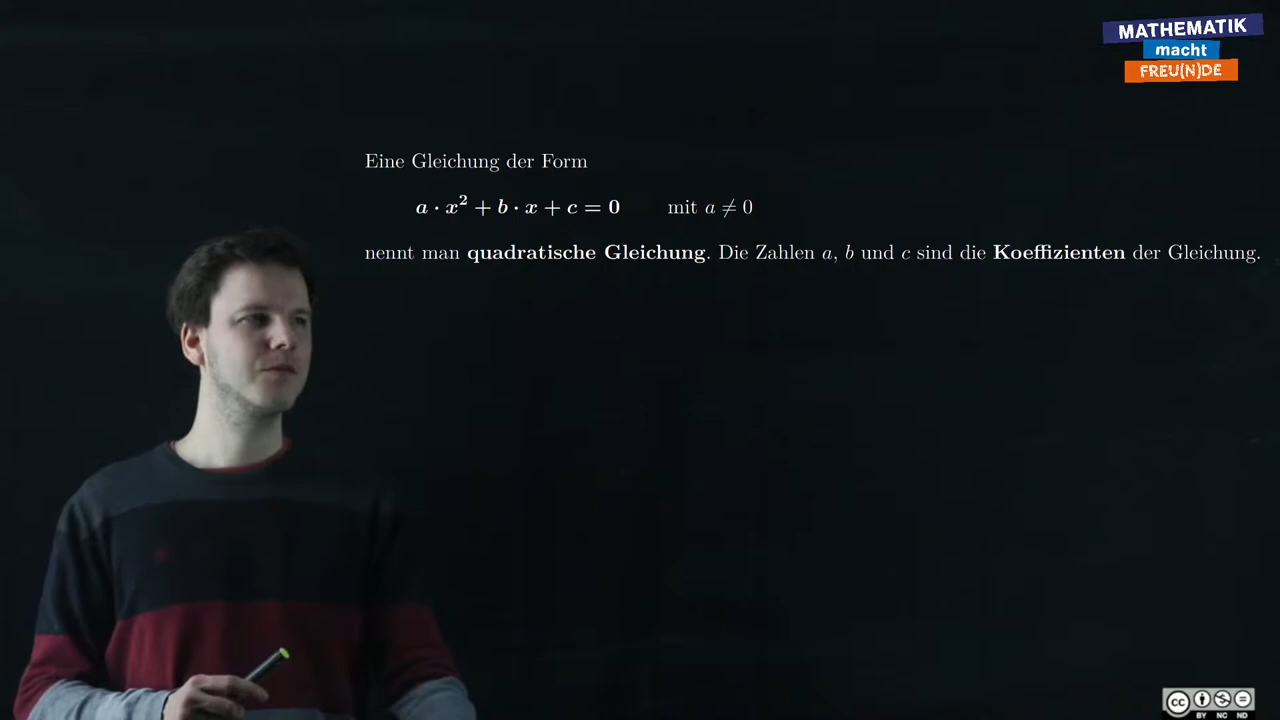 MATHEMATIK
macht
FREU(N)DE
Eine Gleichung der Form
a · x² + b · x + c = 0 mit a ≠ 0
nennt man quadratische Gleichung. Die Zahlen a, b und c sind die Koeffizienten der Gleichung.
cc
BY NC ND